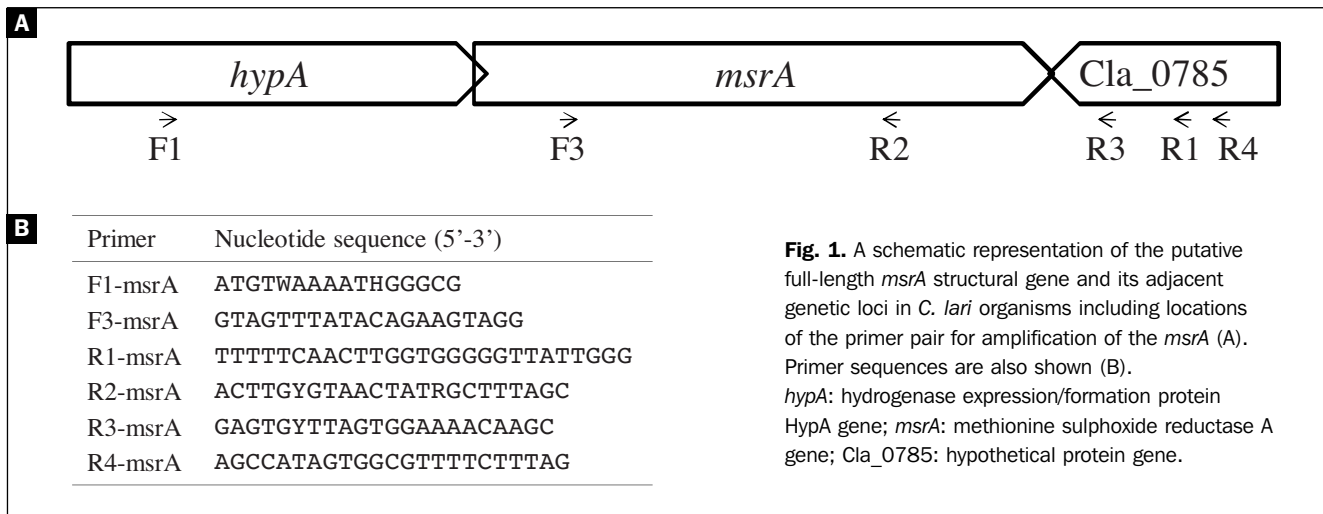 A
hypA msrA Cla_0785
F1 F3 R2 R3 R1 R4
B
Primer Nucleotide sequence (5'-3')
F1-msrA ATGTWAAAATHGGGCG
F3-msrA GTAGTTTATACAGAAGTAGG
R1-msrA TTTTTCAACTTGGTGGGGGTTATTGGG
R2-msrA ACTTGYGTAACTATRGCTTTAGC
R3-msrA GAGTGYTTAGTGGAAAACAAGC
R4-msrA AGCCATAGTGGCGTTTTCTTTAG
Fig. 1. A schematic representation of the putative
full-length msrA structural gene and its adjacent
genetic loci in C. lari organisms including locations
of the primer pair for amplification of the msrA (A).
Primer sequences are also shown (B).
hypA: hydrogenase expression/formation protein
HypA gene; msrA: methionine sulphoxide reductase A
gene; Cla_0785: hypothetical protein gene.